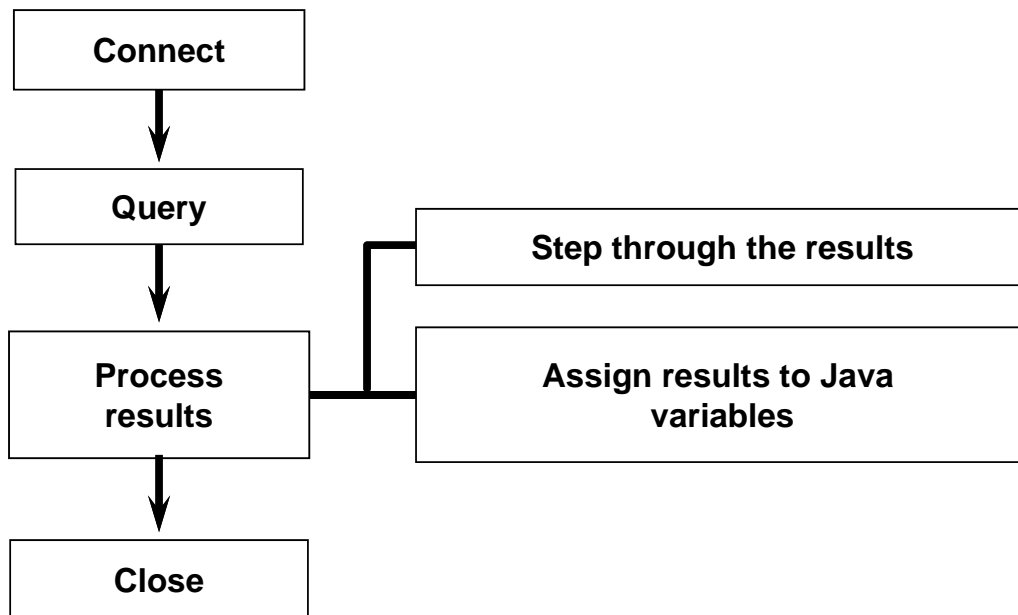 Connect
Query
Step through the results
Process
results
Assign results to Java
variables
Close